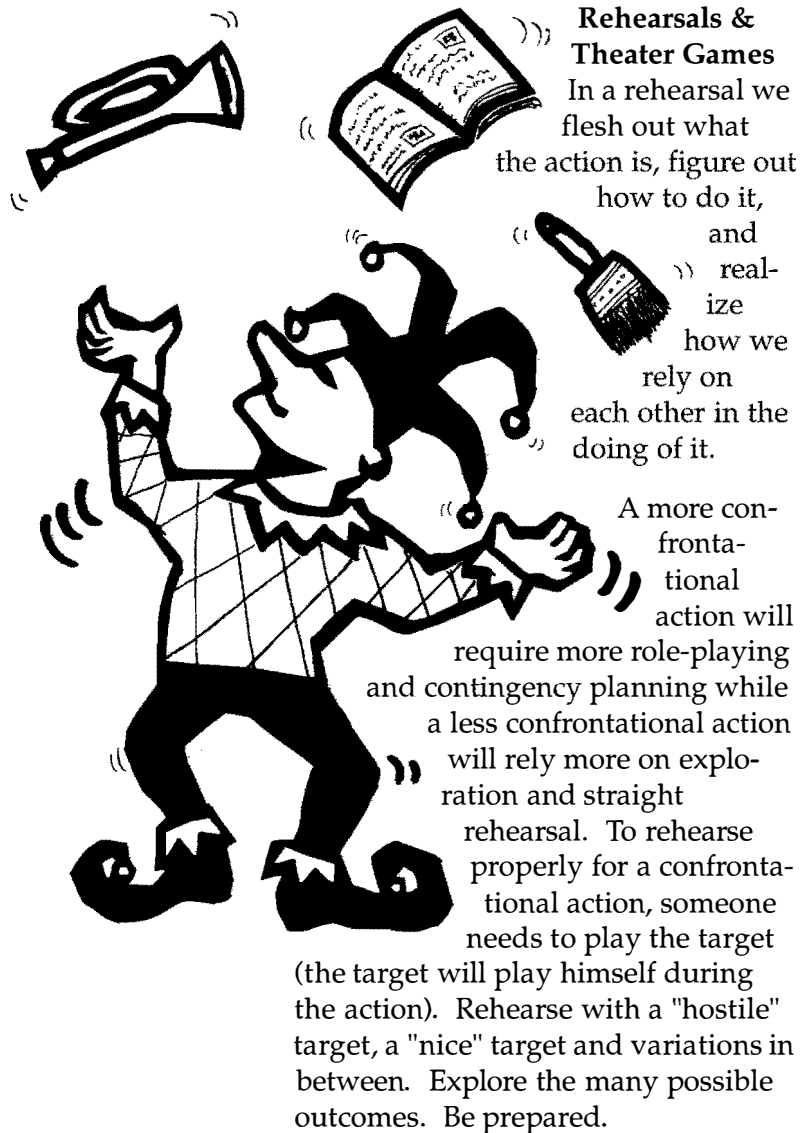 Rehearsals &
Theater Games
In a rehearsal we
flesh out what
the action is, figure out
how to do it,
and
real-
ize
how we
rely on
each other in the
doing of it.
A more con-
fronta-
tional
action will
require more role-playing
and contingency planning while
a less confrontational action
will rely more on explo-
ration and straight
rehearsal. To rehearse
properly for a confronta-
tional action, someone
needs to play the target
(the target will play himself during
the action). Rehearse with a "hostile"
target, a "nice" target and variations in
between. Explore the many possible
outcomes. Be prepared.